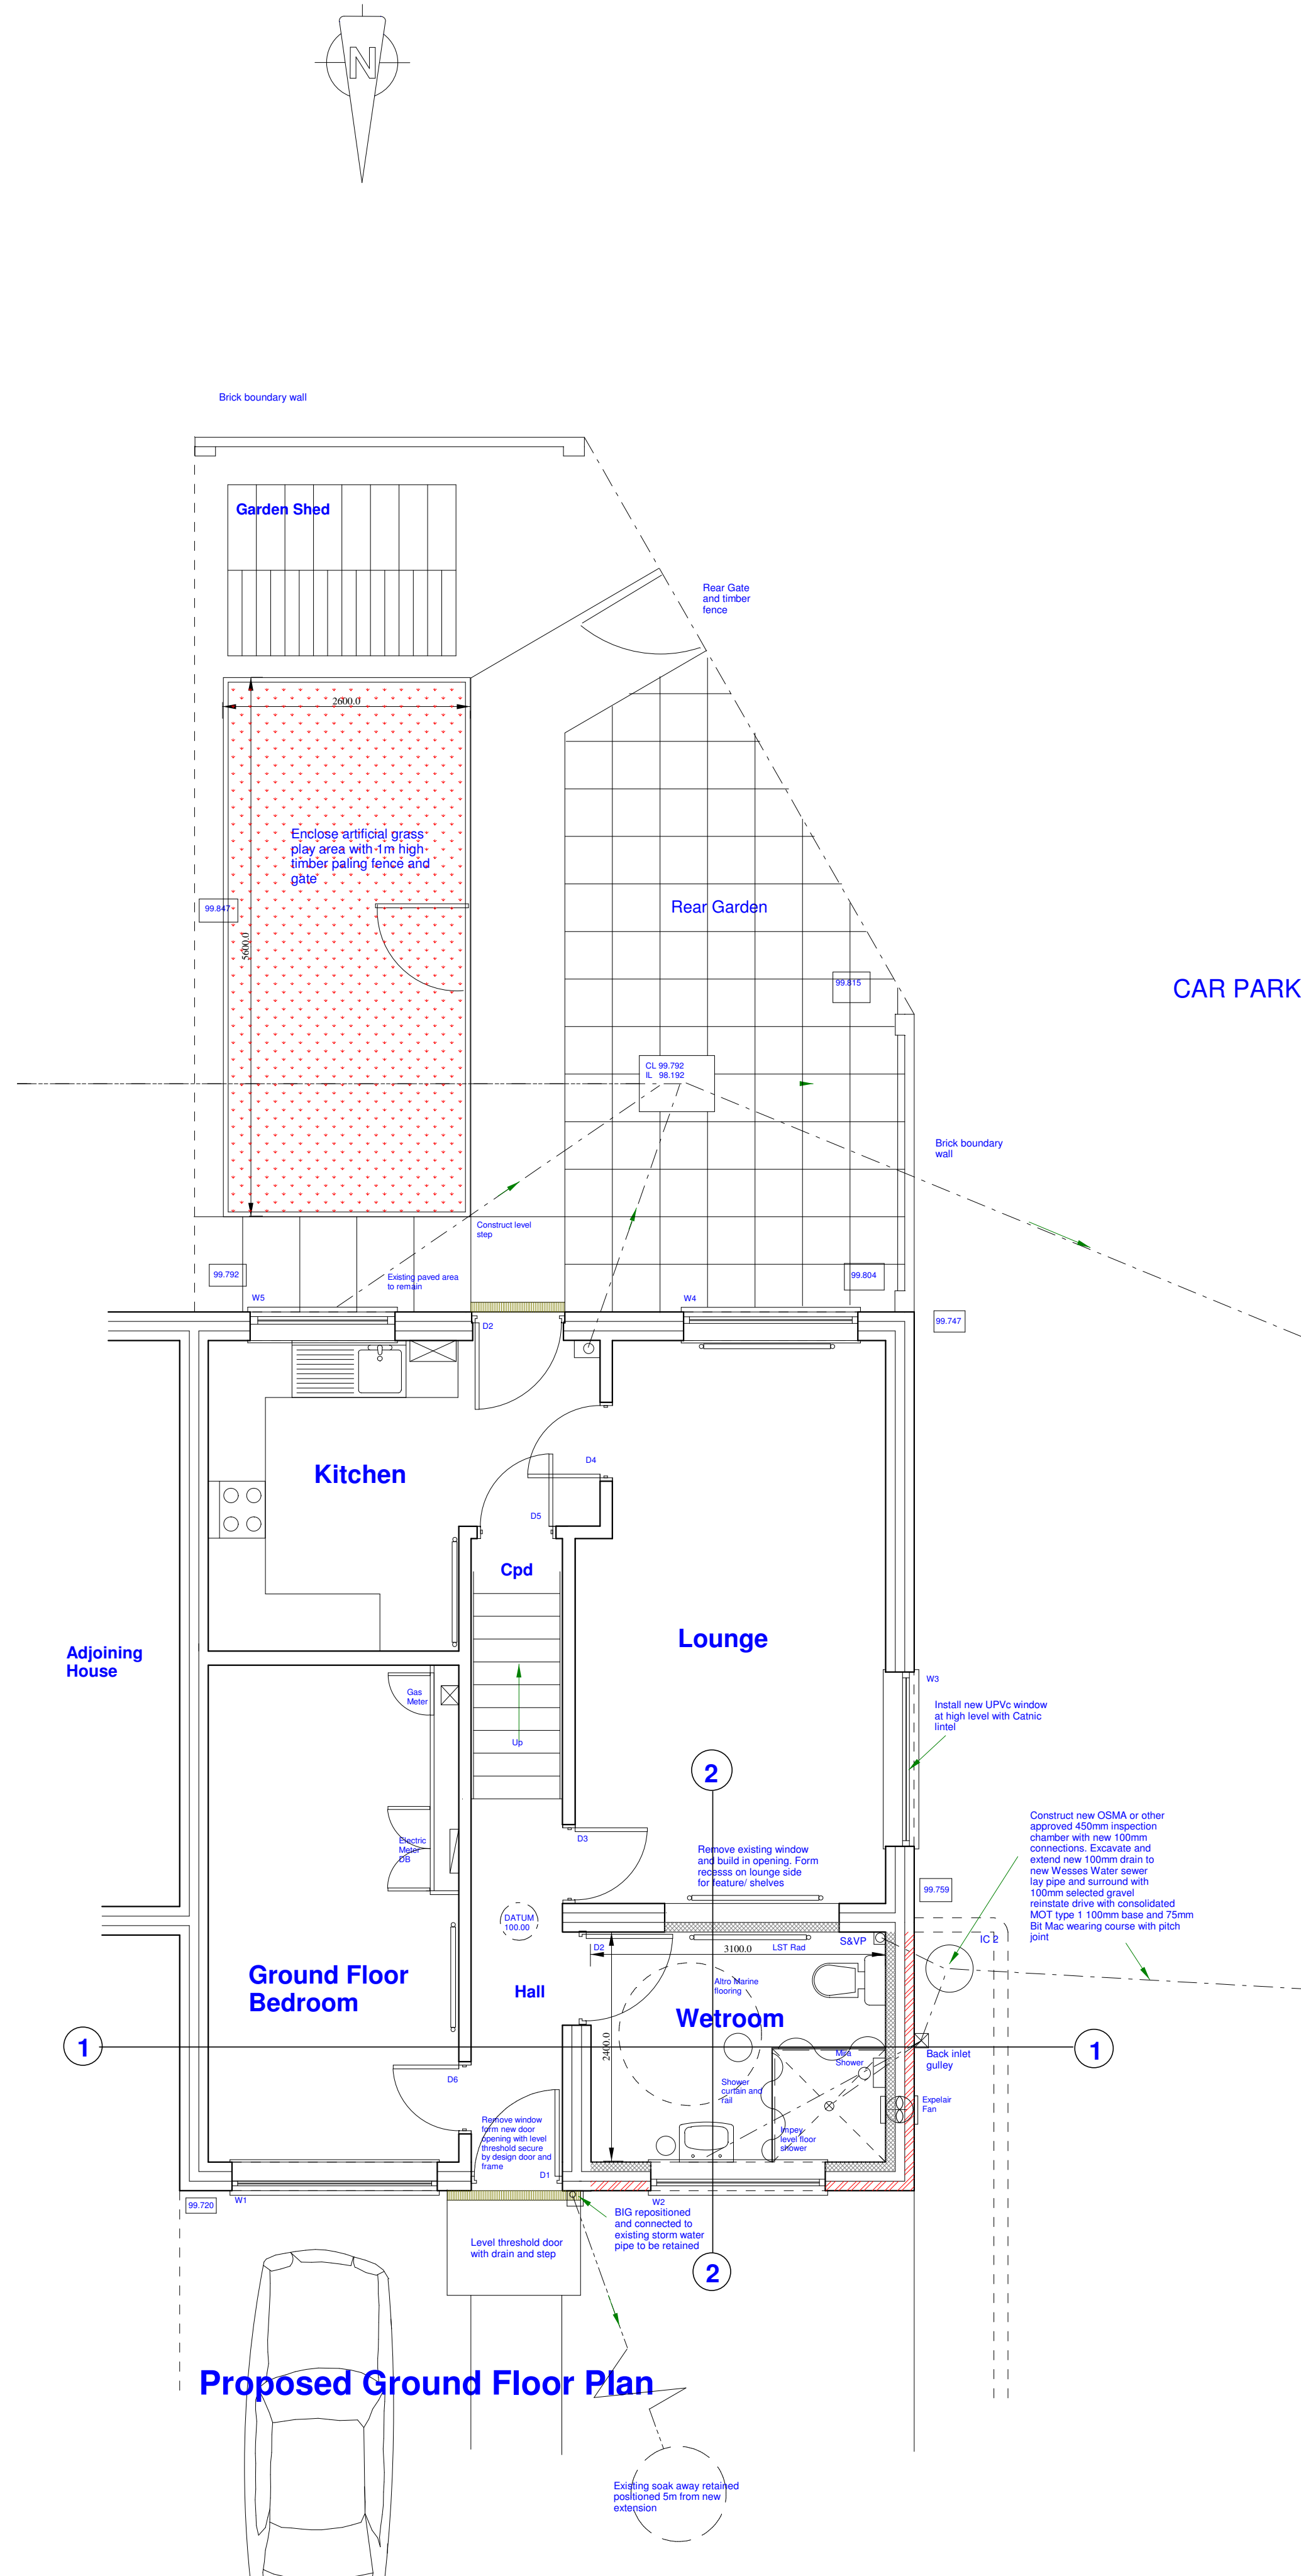 N
Brick boundary wall
Garden Shed
Rear Gate
and timber
fence
2600.0
Enclose artificial grass
play area with 1m high
timber paling fence and
gate
99.847
5600.0
Rear Garden
99.815
CAR PARK
CL 99.792
IL 98.192
Brick boundary
wall
Construct level
step
99.792
Existing paved area
to remain
99.804
W5
W4
99.747
D2
D4
Kitchen
D5
Cpd
Lounge
Adjoining
House
Gas
Meter
W3
Install new UPVc window
at high level with Catnic
lintel
Up
2
Construct new OSMA or other
approved 450mm inspection
chamber with new 100mm
connections. Excavate and
extend new 100mm drain to
new Wesses Water sewer
lay pipe and surround with
100mm selected gravel
reinstate drive with consolidated
MOT type 1 100mm base and 75mm
Bit Mac wearing course with pitch
joint
D3
Electric
Meter
DB
Remove existing window
and build in opening. Form
recesss on lounge side
for feature/ shelves
99.759
DATUM
100.00
D2
3100.0
LST Rad
S&VP
IC 2
Ground Floor
Bedroom
Hall
Altro Marine
flooring
Wetroom
1
2400.0
Mira
Shower
Back inlet
gulley
1
D6
Shower
curtain and
rail
Expelair
Fan
Remove window
form new door
opening with level
threshold secure
by design door and
frame
Impey
level floor
shower
D1
99.720
W1
W2
BIG repositioned
and connected to
existing storm water
pipe to be retained
Level threshold door
with drain and step
2
Proposed Ground Floor Plan
Existing soak away retained
positioned 5m from new
extension